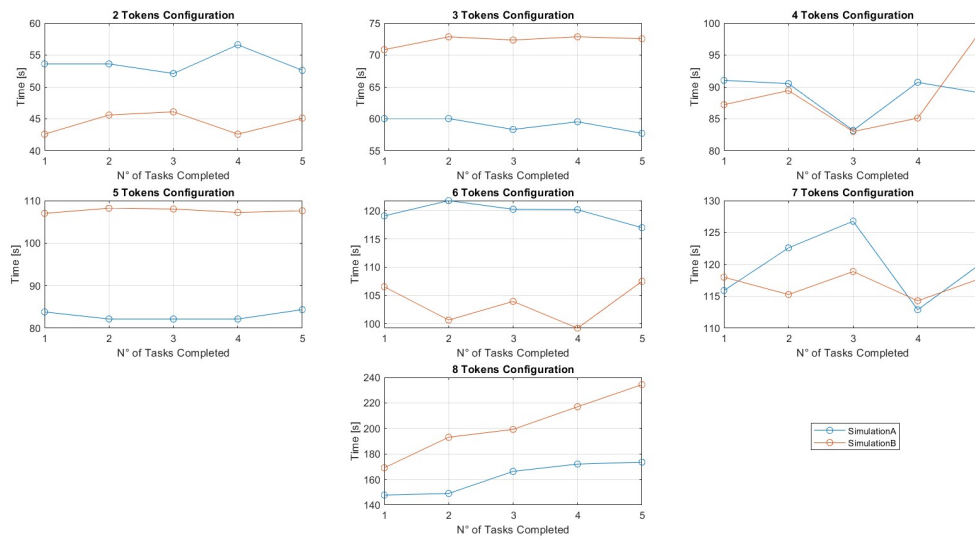 2 Tokens Configuration
60
55
50
45
40
Time [s]
1 2 3 4 5
N° of Tasks Completed
3 Tokens Configuration
75
70
65
60
55
Time [s]
1 2 3 4 5
N° of Tasks Completed
4 Tokens Configuration
100
95
90
85
80
Time [s]
1 2 3 4
N° of Tasks Completed
5 Tokens Configuration
110
100
90
80
Time [s]
1 2 3 4 5
N° of Tasks Completed
6 Tokens Configuration
120
115
110
105
100
Time [s]
1 2 3 4 5
N° of Tasks Completed
7 Tokens Configuration
130
125
120
115
110
Time [s]
1 2 3 4
N° of Tasks Completed
8 Tokens Configuration
240
220
200
180
160
140
Time [s]
1 2 3 4 5
N° of Tasks Completed
SimulationA
SimulationB